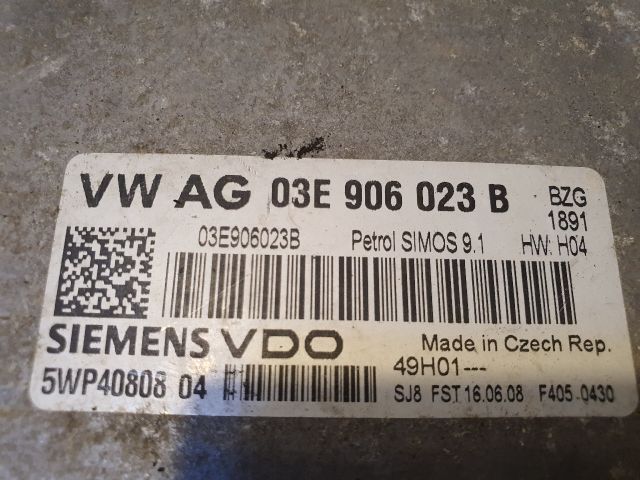 VW AG 03E 906 023 B BZG
1891
03E906023B Petrol SIMOS 9.1 HW: H04
SIEMENS VDO Made in Czech Rep.
5WP40808 04 49H01---
SJ8 FST 16.06.08 F405 0430